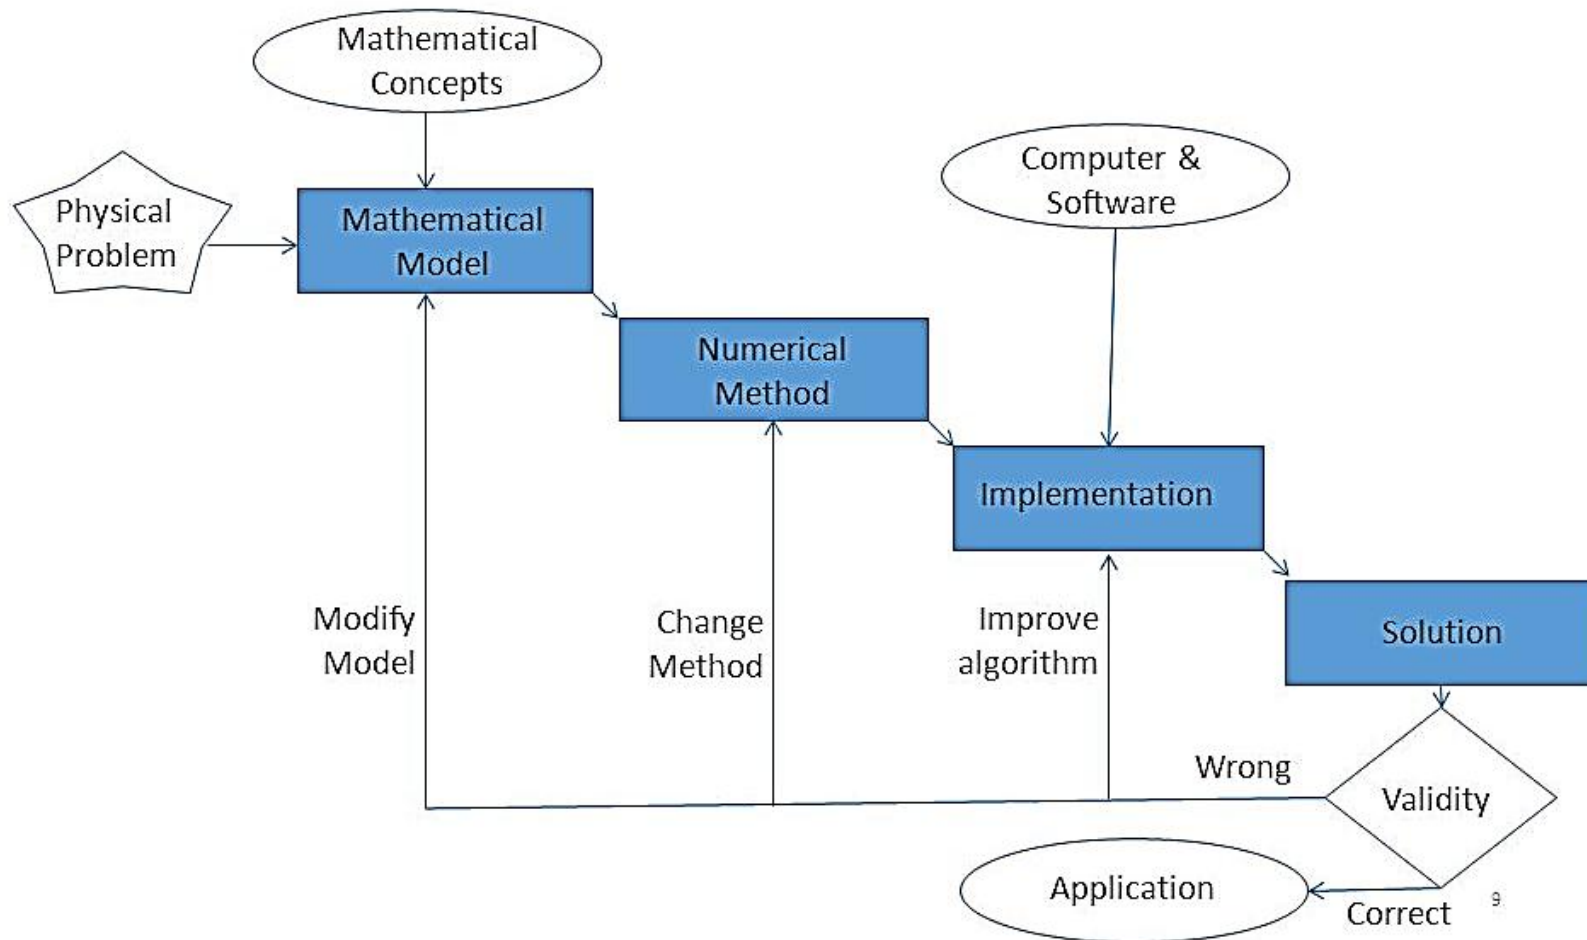 Mathematical
Concepts
Computer &
Software
Physical
Problem
Mathematical
Model
Numerical
Method
Implementation
Solution
Modify
Model
Change
Method
Improve
algorithm
Wrong
Validity
Application
Correct
9